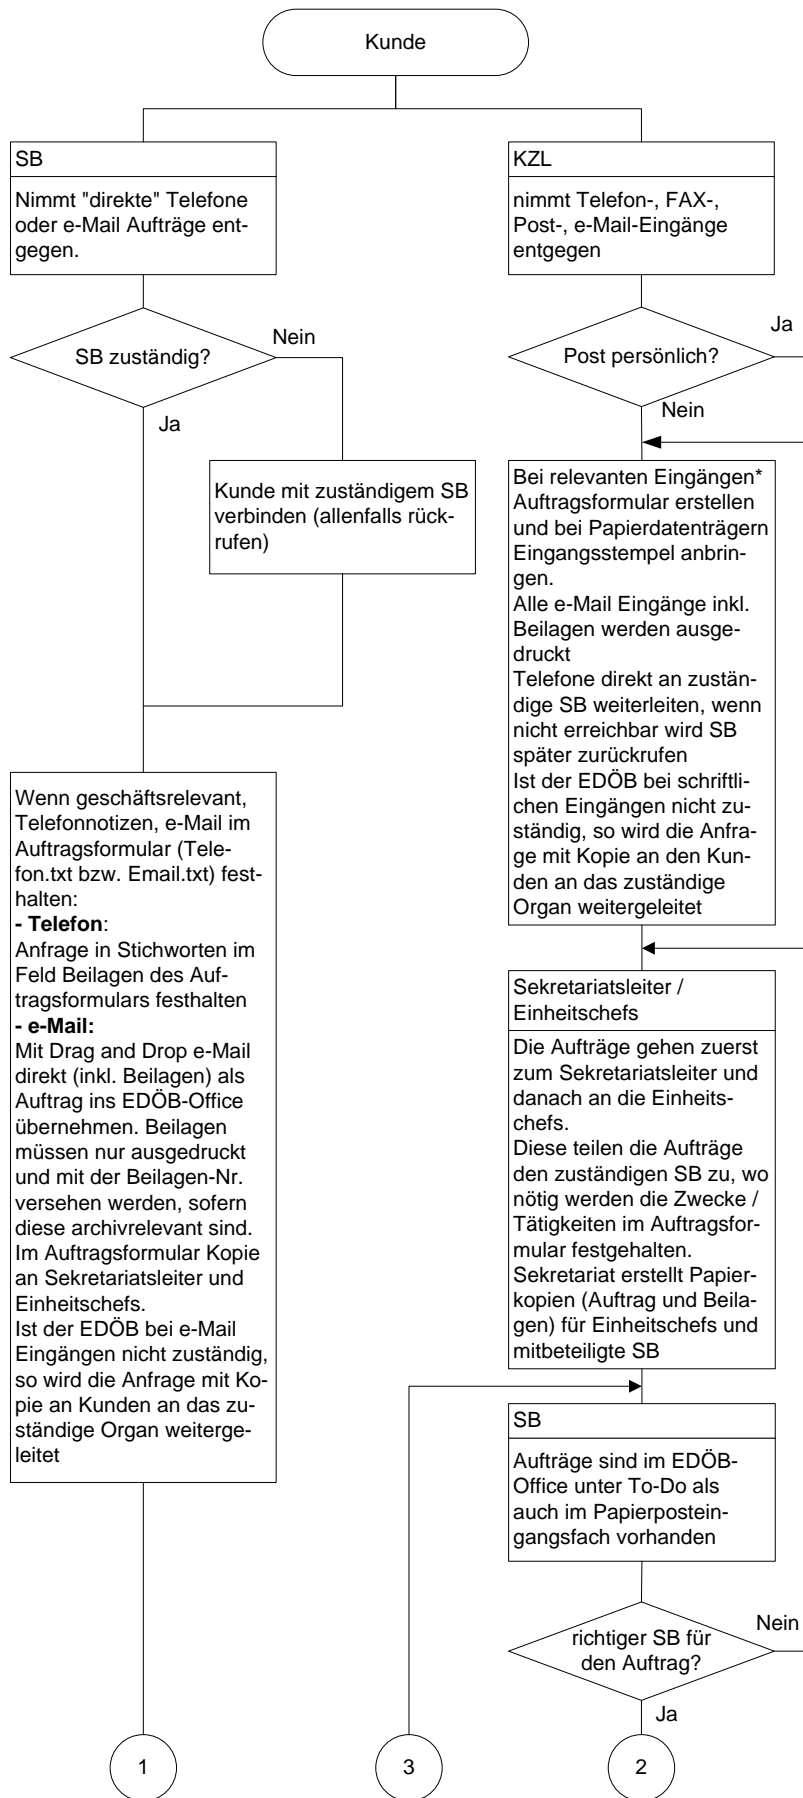 Kunde
SB
Nimmt "direkte" Telefone
oder e-Mail Aufträge ent-
gegen.
SB zuständig?
Nein
Ja
Kunde mit zuständigem SB
verbinden (allenfalls rück-
rufen)
Wenn geschäftsrelevant,
Telefonnotizen, e-Mail im
Auftragsformular (Tele-
fon.txt bzw. Email.txt) fest-
halten:
- Telefon:
Anfrage in Stichworten im
Feld Beilagen des Auf-
tragsformulars festhalten
- e-Mail:
Mit Drag and Drop e-Mail
direkt (inkl. Beilagen) als
Auftrag ins EDÖB-Office
übernehmen. Beilagen
müssen nur ausgedruckt
und mit der Beilagen-Nr.
versehen werden, sofern
diese archivrelevant sind.
Im Auftragsformular Kopie
an Sekretariatsleiter und
Einheitschefs.
Ist der EDÖB bei e-Mail
Eingängen nicht zuständig,
so wird die Anfrage mit Ko-
pie an Kunden an das zu-
ständige Organ weiterge-
leitet
1
KZL
nimmt Telefon-, FAX-,
Post-, e-Mail-Eingänge
entgegen
Post persönlich?
Ja
Nein
Bei relevanten Eingängen*
Auftragsformular erstellen
und bei Papierdatenträgern
Eingangsstempel anbrin-
gen.
Alle e-Mail Eingänge inkl.
Beilagen werden ausge-
druckt
Telefone direkt an zustän-
dige SB weiterleiten, wenn
nicht erreichbar wird SB
später zurückrufen
Ist der EDÖB bei schriftli-
chen Eingängen nicht zu-
ständig, so wird die Anfra-
ge mit Kopie an den Kun-
den an das zuständige
Organ weitergeleitet
Sekretariatsleiter /
Einheitschefs
Die Aufträge gehen zuerst
zum Sekretariatsleiter und
danach an die Einheits-
chefs.
Diese teilen die Aufträge
den zuständigen SB zu, wo
nötig werden die Zwecke /
Tätigkeiten im Auftragsfor-
mular festgehalten.
Sekretariat erstellt Papier-
kopien (Auftrag und Beila-
gen) für Einheitschefs und
mitbeteiligte SB
SB
Aufträge sind im EDÖB-
Office unter To-Do als
auch im Papierpostein-
gangsfach vorhanden
richtiger SB für
den Auftrag?
Nein
Ja
3
2